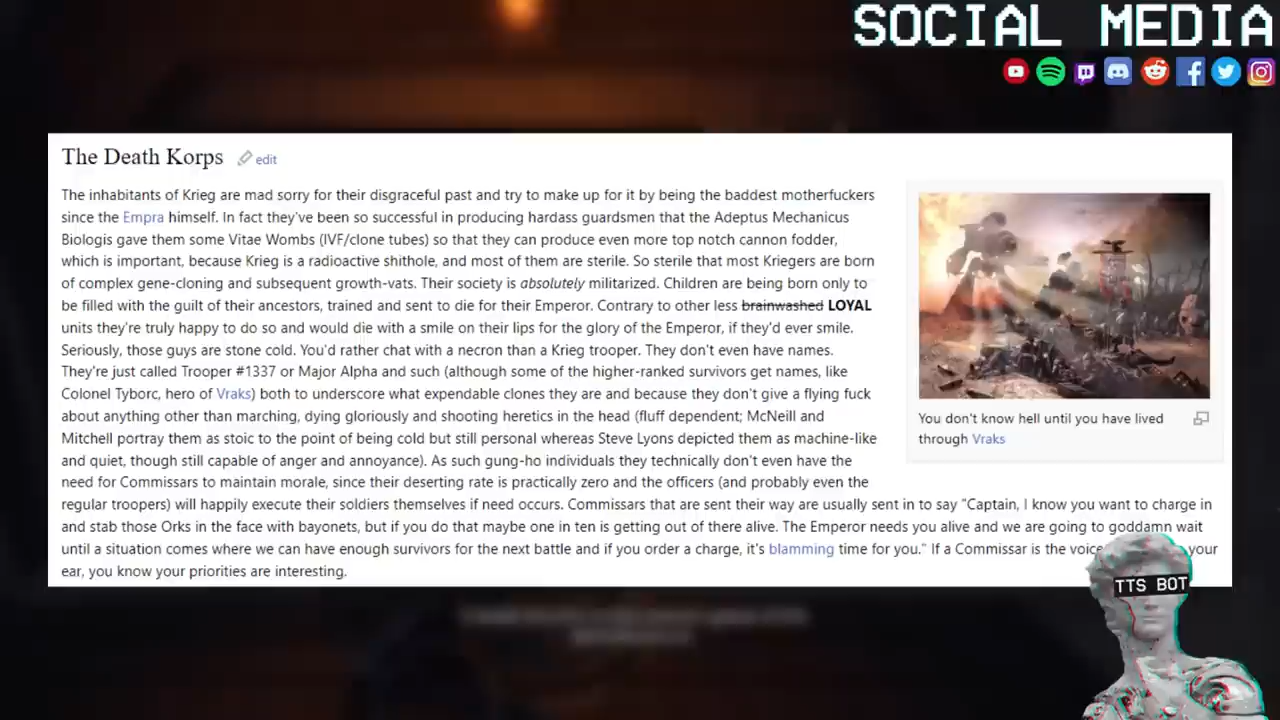 SOCIAL MEDIA
The Death Korps edit
The inhabitants of Krieg are mad sorry for their disgraceful past and try to make up for it by being the baddest motherfuckers
since the Empra himself. In fact they've been so successful in producing hardass guardsmen that the Adeptus Mechanicus
Biologis gave them some Vitae Wombs (IVF/clone tubes) so that they can produce even more top notch cannon fodder,
which is important, because Krieg is a radioactive shithole, and most of them are sterile. So sterile that most Kriegers are born
of complex gene-cloning and subsequent growth-vats. Their society is absolutely militarized. Children are being born only to
be filled with the guilt of their ancestors, trained and sent to die for their Emperor. Contrary to other less brainwashed LOYAL
units they're truly happy to do so and would die with a smile on their lips for the glory of the Emperor, if they'd ever smile.
Seriously, those guys are stone cold. You'd rather chat with a necron than a Krieg trooper. They don't even have names.
They're just called Trooper #1337 or Major Alpha and such (although some of the higher-ranked survivors get names, like
Colonel Tyborc, hero of Vraks) both to underscore what expendable clones they are and because they don't give a flying fuck
about anything other than marching, dying gloriously and shooting heretics in the head (fluff dependent; McNeill and
Mitchell portray them as stoic to the point of being cold but still personal whereas Steve Lyons depicted them as machine-like
and quiet, though still capable of anger and annoyance). As such gung-ho individuals they technically don't even have the
need for Commissars to maintain morale, since their deserting rate is practically zero and the officers (and probably even the
regular troopers) will happily execute their soldiers themselves if need occurs. Commissars that are sent their way are usually sent in to say "Captain, I know you want to charge in
and stab those Orks in the face with bayonets, but if you do that maybe one in ten is getting out of there alive. The Emperor needs you alive and we are going to goddamn wait
until a situation comes where we can have enough survivors for the next battle and if you order a charge, it's blamming time for you." If a Commissar is the voice your
ear, you know your priorities are interesting.
You don't know hell until you have lived
through Vraks
TTS BOT